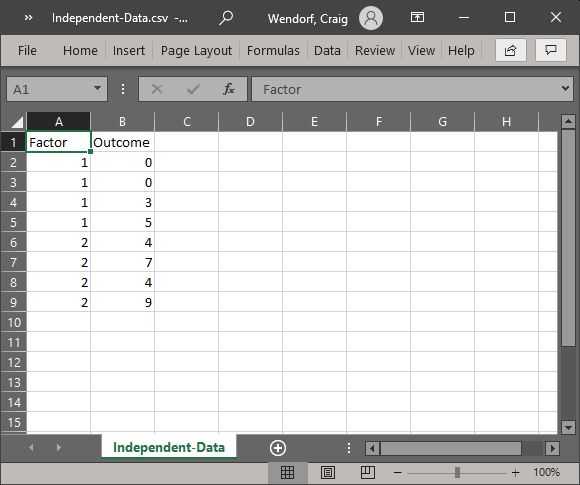 » Independent-Data.csv -... Wendorf, Craig
File Home Insert Page Layout Formulas Data Review View Help
A1 fx Factor
A B C D E F G H
1 Factor Outcome
2 1 0
3 1 0
4 1 3
5 1 5
6 2 4
7 2 7
8 2 4
9 2 9
10
11
12
13
14
15
Independent-Data
100%